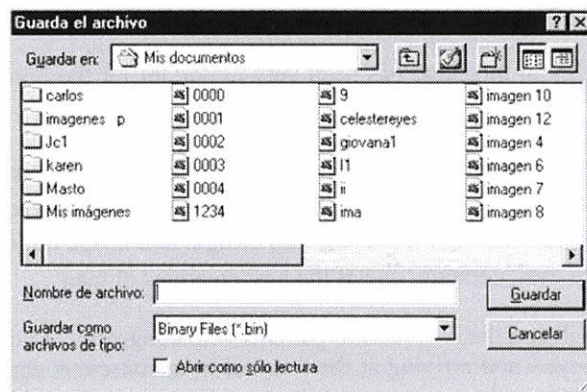 Guarda el archivo
Guardar en: Mis documentos
carlos 0000 9 imagen 10
imagenes p 0001 celestereyes imagen 12
Jc1 0002 giovana1 imagen 4
karen 0003 l1 imagen 6
Masto 0004 ii imagen 7
Mis imágenes 1234 ima imagen 8
Nombre de archivo: Guardar
Guardar como archivos de tipo: Binary Files (*.bin) Cancelar
Abrir como sólo lectura